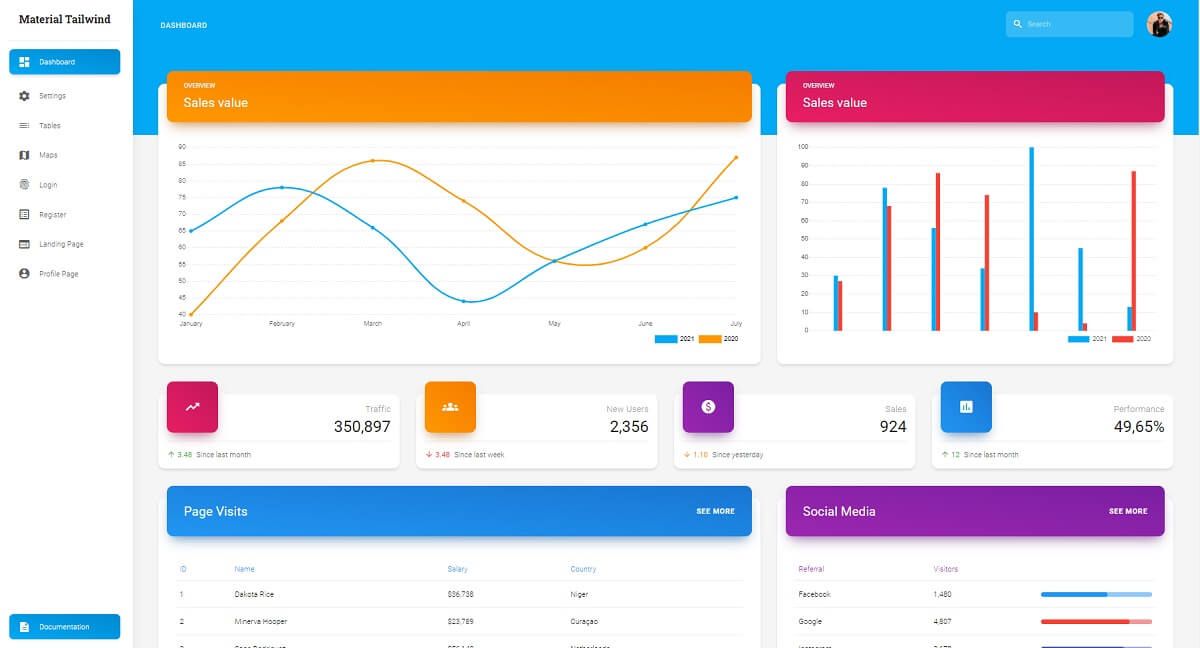 Material Tailwind
Dashboard
Settings
Tables
Maps
Login
Register
Landing Page
Profile Page
Documentation
DASHBOARD
Search
OVERVIEW
Sales value
90
85
80
75
70
65
60
55
50
45
40
January February March April May June July
2021 2020
OVERVIEW
Sales value
100
90
80
70
60
50
40
30
20
10
0
2021 2020
Traffic
350,897
3.48 Since last month
New Users
2,356
3.48 Since last week
Sales
924
1.10 Since yesterday
Performance
49,65%
12 Since last month
Page Visits SEE MORE
ID Name Salary Country
1 Dakota Rice $36,738 Niger
2 Minerva Hooper $23,789 Curaçao
Social Media SEE MORE
Referral Visitors
Facebook 1,480
Google 4,807